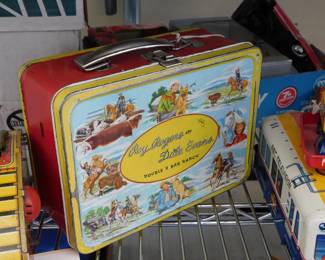 Roy Rogers and
Dale Evans
DOUBLE R BAR RANCH